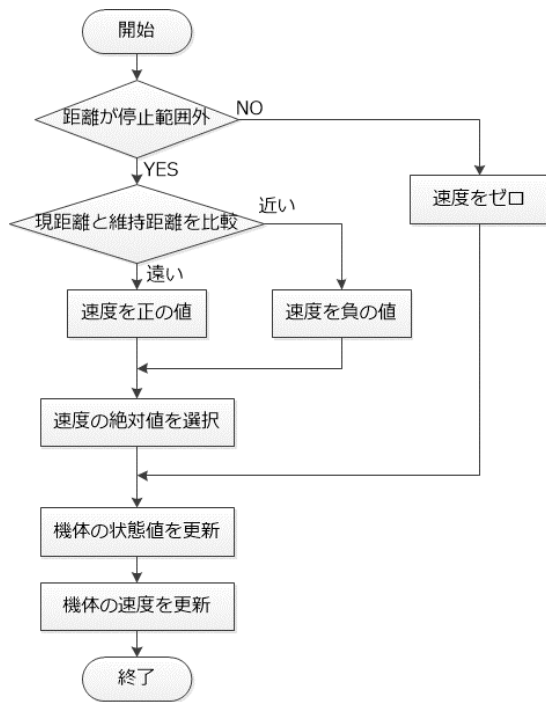 開始
距離が停止範囲外
NO
YES
速度をゼロ
現距離と維持距離を比較
近い
遠い
速度を正の値
速度を負の値
速度の絶対値を選択
機体の状態値を更新
機体の速度を更新
終了